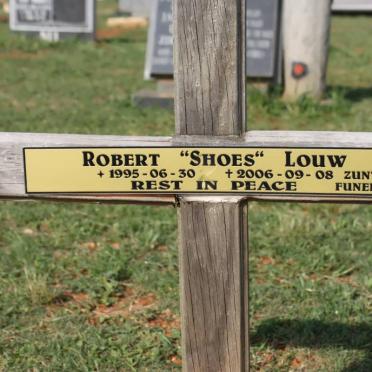 ROBERT "SHOES" LOUW
+ 1995-06-30 † 2006-09-08
REST IN PEACE